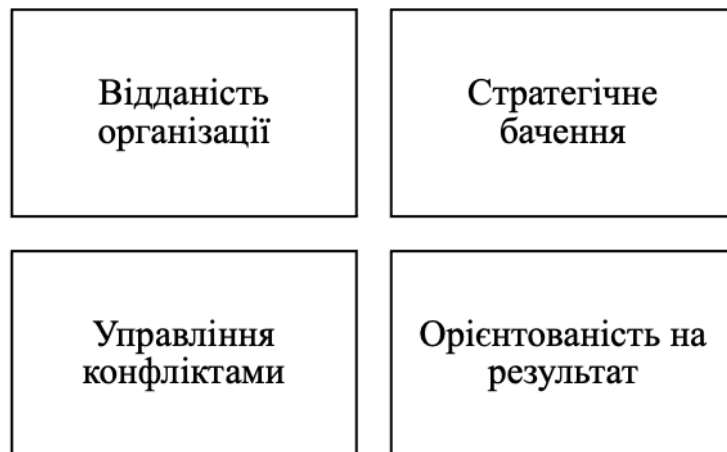 Відданість
організації
Стратегічне
бачення
Управління
конфліктами
Орієнтованість на
результат